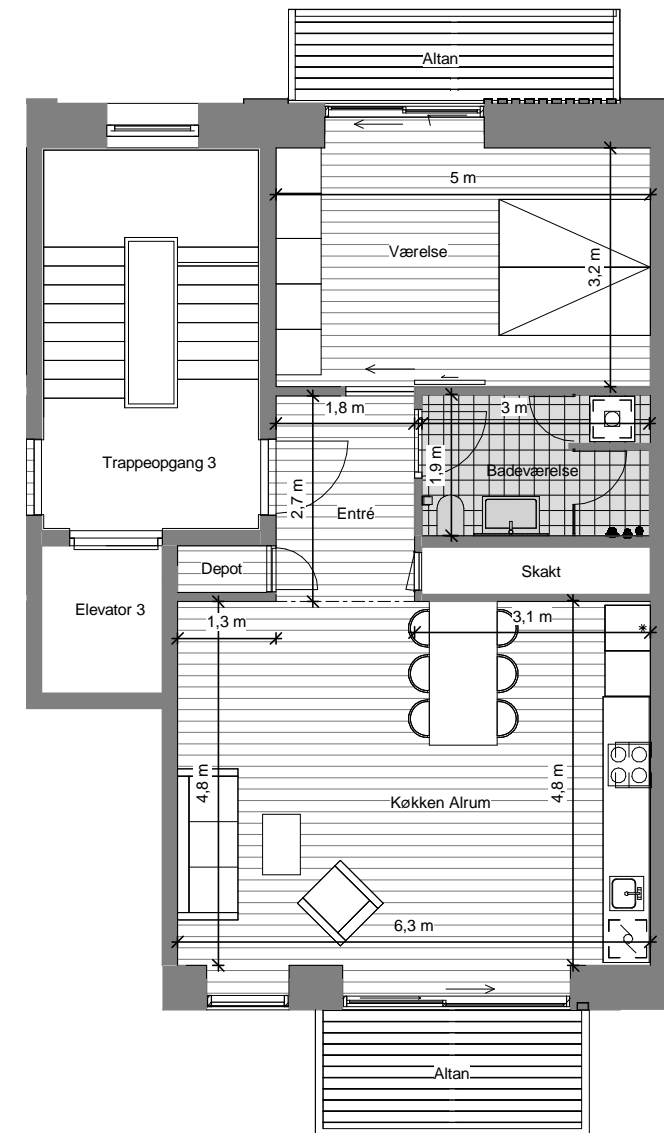 Altan
5 m
Værelse
3,2 m
1,8 m
3 m
Trappeopgang 3
1,9 m
Badeværelse
2,7 m
Entré
Depot
Skakt
Elevator 3
1,3 m
3,1 m
*
4,8 m
4,8 m
Køkken Alrum
6,3 m
Altan